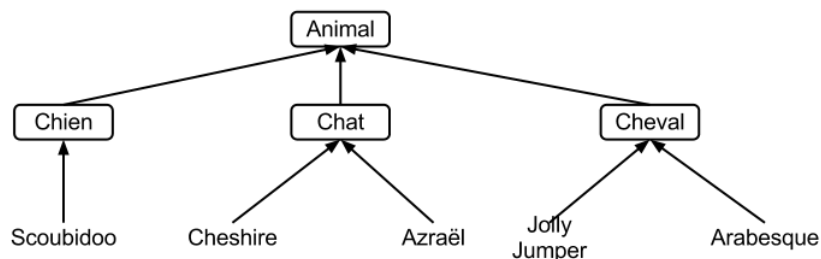 Animal
Chien
Chat
Cheval
Scoubidoo
Cheshire
Azraël
Jolly
Jumper
Arabesque